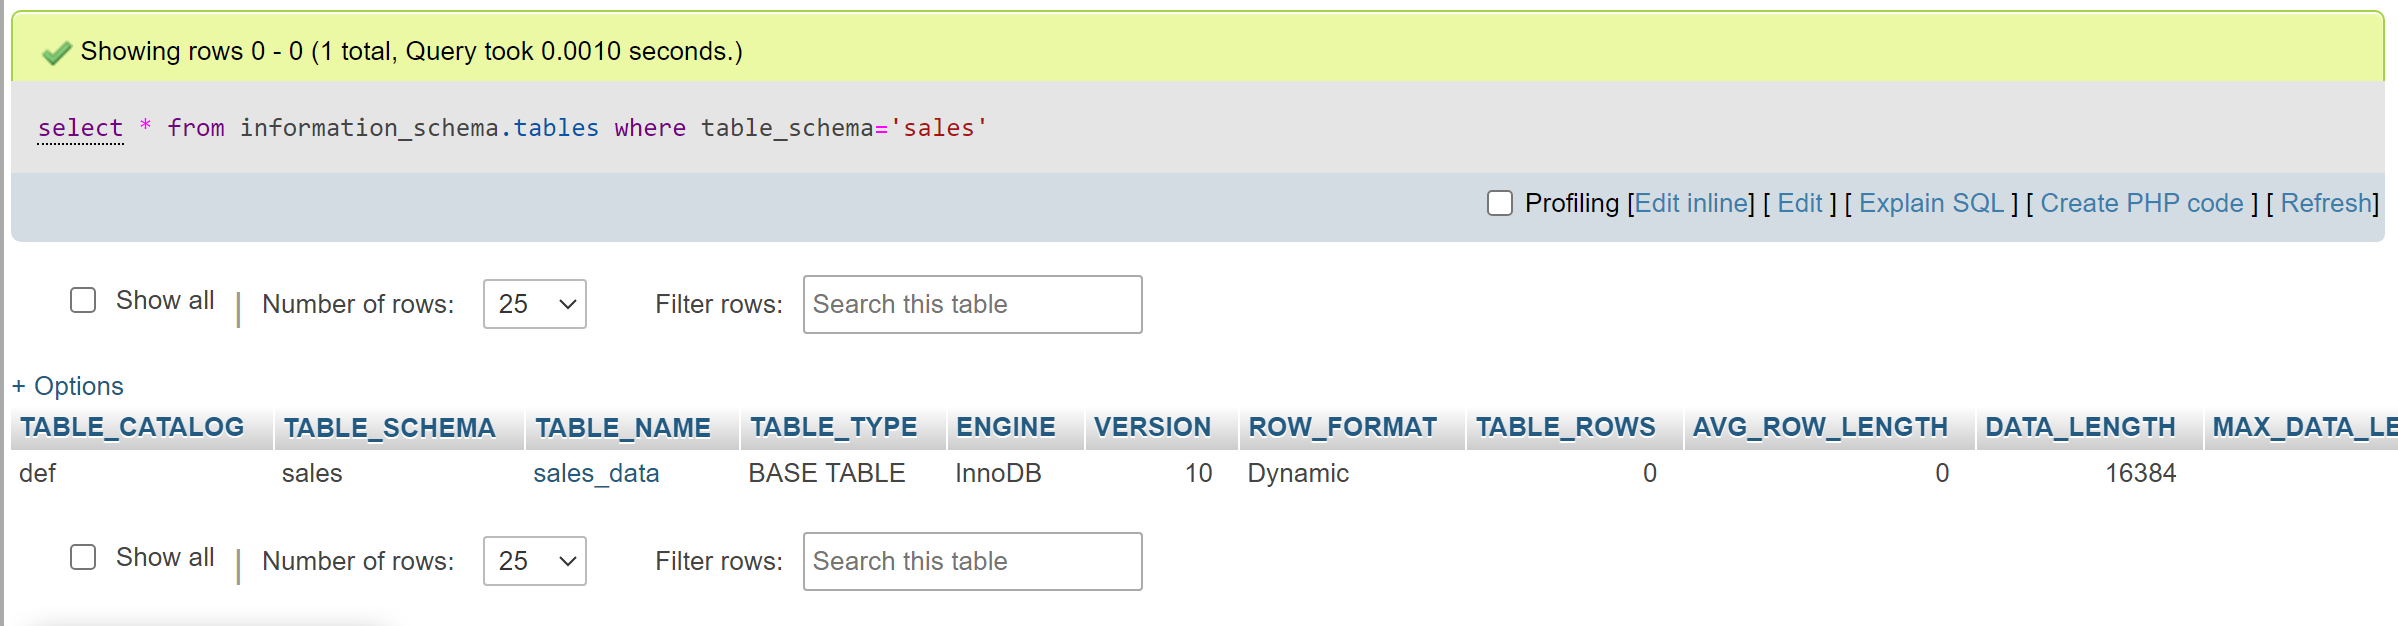 Showing rows 0 - 0 (1 total, Query took 0.0010 seconds.)
select * from information_schema.tables where table_schema='sales'
Profiling [Edit inline] [ Edit ] [ Explain SQL ] [ Create PHP code ] [ Refresh]
Show all | Number of rows: 25 Filter rows: Search this table
+ Options
TABLE_CATALOG TABLE_SCHEMA TABLE_NAME TABLE_TYPE ENGINE VERSION ROW_FORMAT TABLE_ROWS AVG_ROW_LENGTH DATA_LENGTH MAX_DATA_LE
def sales sales_data BASE TABLE InnoDB 10 Dynamic 0 0 16384
Show all | Number of rows: 25 Filter rows: Search this table